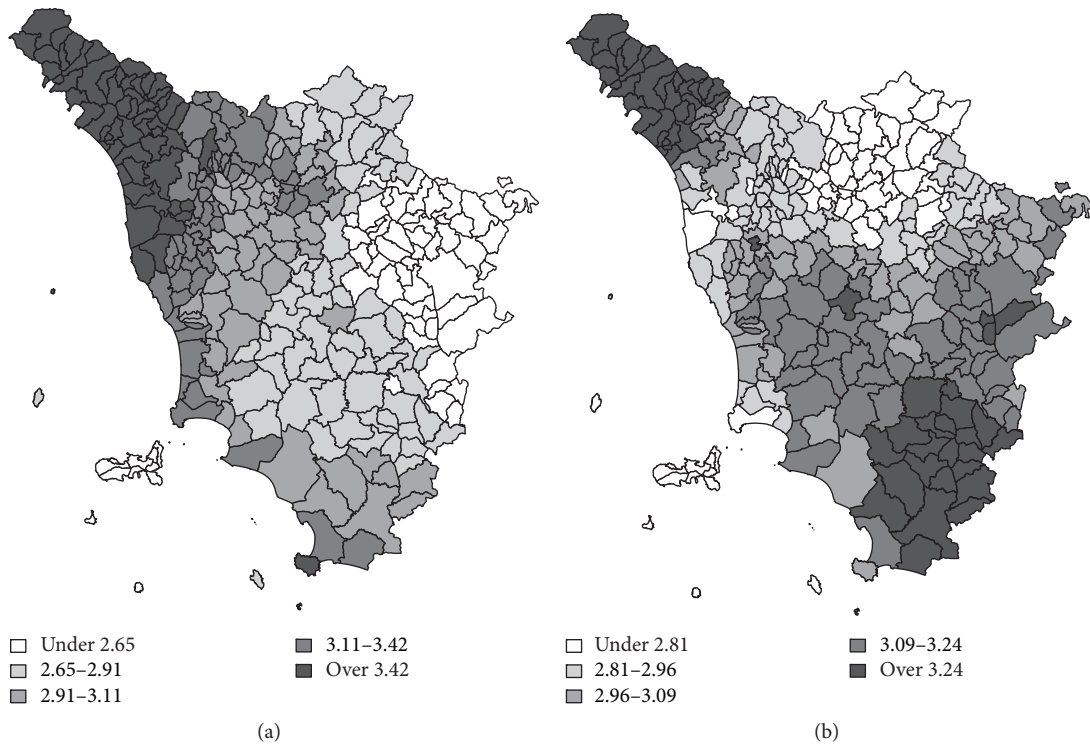 Under 2.65
2.65–2.91
2.91–3.11
3.11–3.42
Over 3.42
(a)
Under 2.81
2.81–2.96
2.96–3.09
3.09–3.24
Over 3.24
(b)